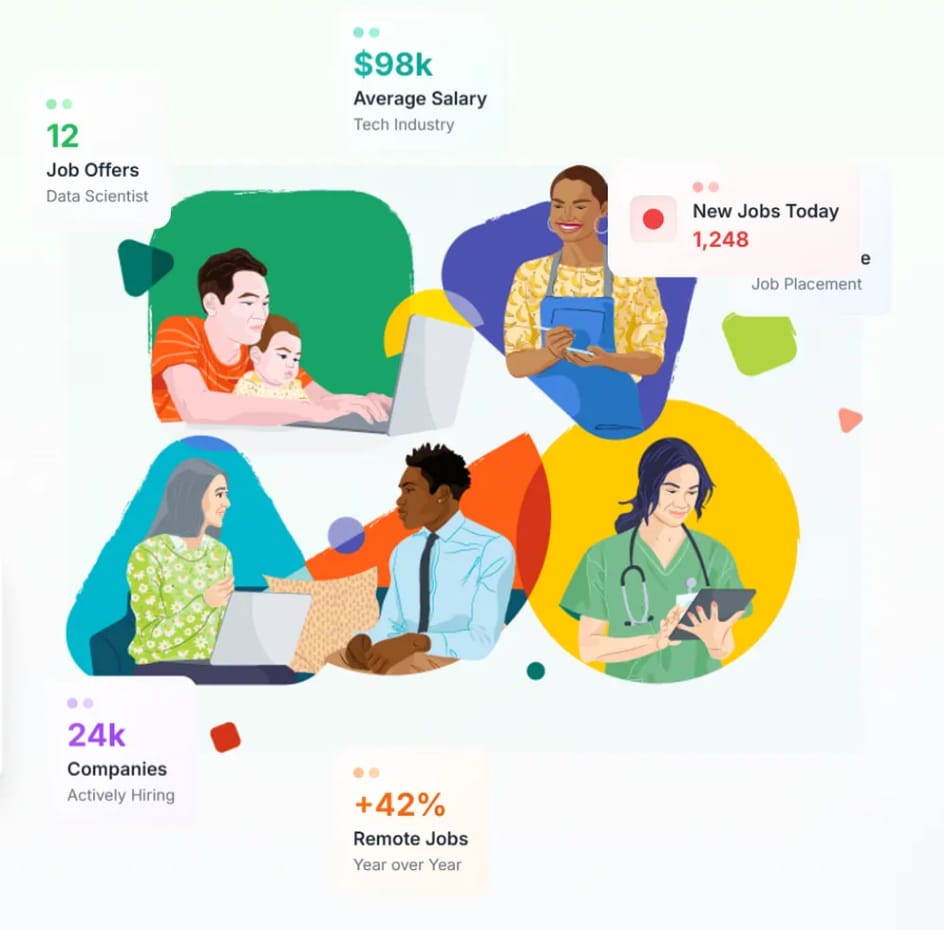 $98k
Average Salary
Tech Industry
12
Job Offers
Data Scientist
New Jobs Today
1,248
Job Placement
24k
Companies
Actively Hiring
+42%
Remote Jobs
Year over Year